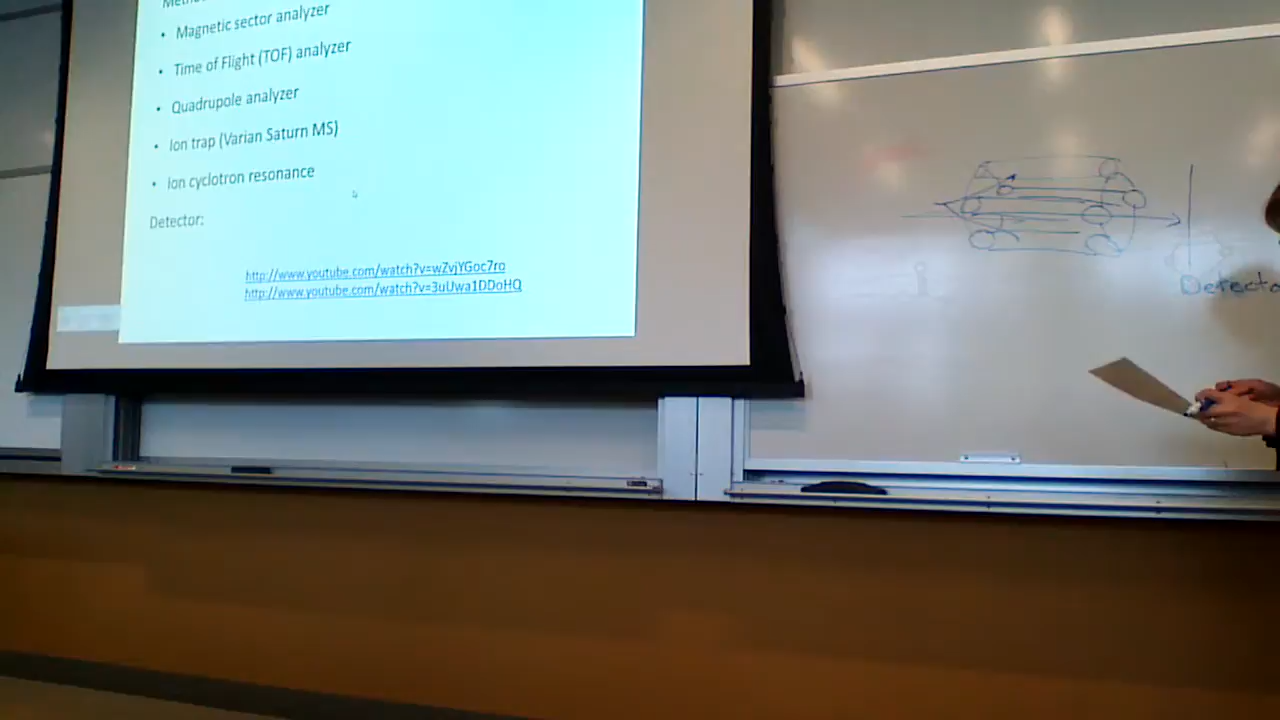 • Magnetic sector analyzer
• Time of Flight (TOF) analyzer
• Quadrupole analyzer
• Ion trap (Varian Saturn MS)
• Ion cyclotron resonance
Detector:
http://www.youtube.com/watch?v=wZvjYGoc7ro
http://www.youtube.com/watch?v=3uUwa1DDoHQ
Detecto